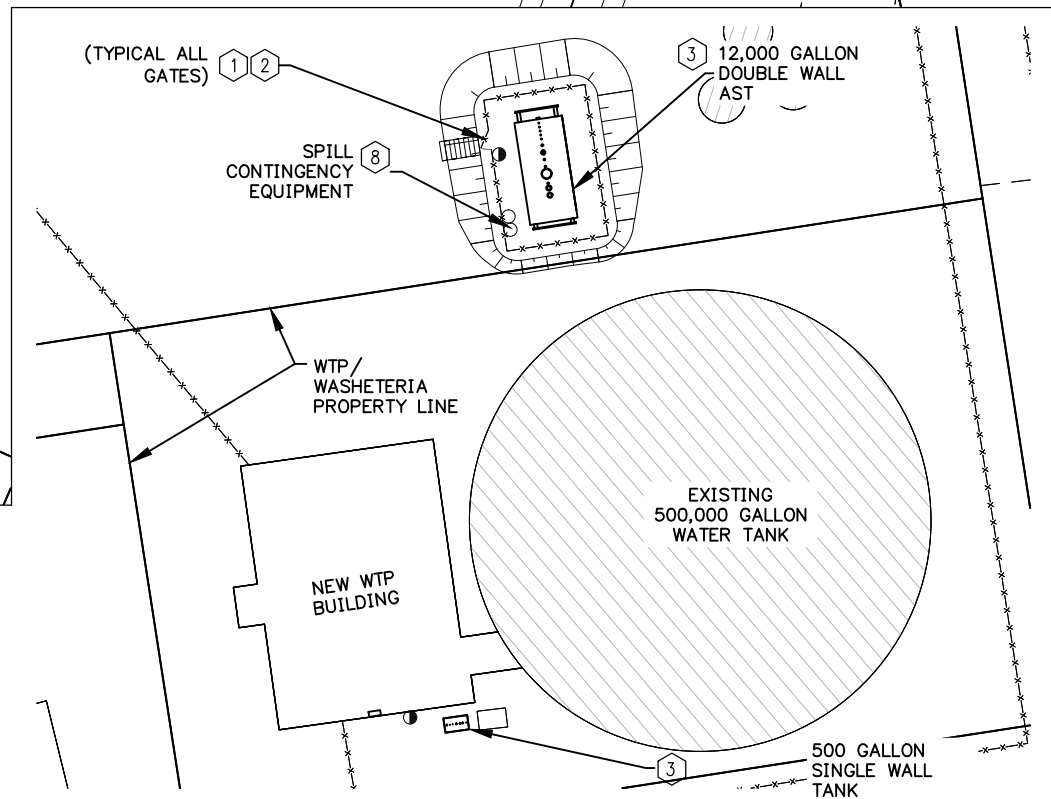 (TYPICAL ALL
GATES)
1 2
3
12,000 GALLON
DOUBLE WALL
AST
SPILL
CONTINGENCY
EQUIPMENT
8
WTP/
WASHETERIA
PROPERTY LINE
EXISTING
500,000 GALLON
WATER TANK
NEW WTP
BUILDING
3
500 GALLON
SINGLE WALL
TANK